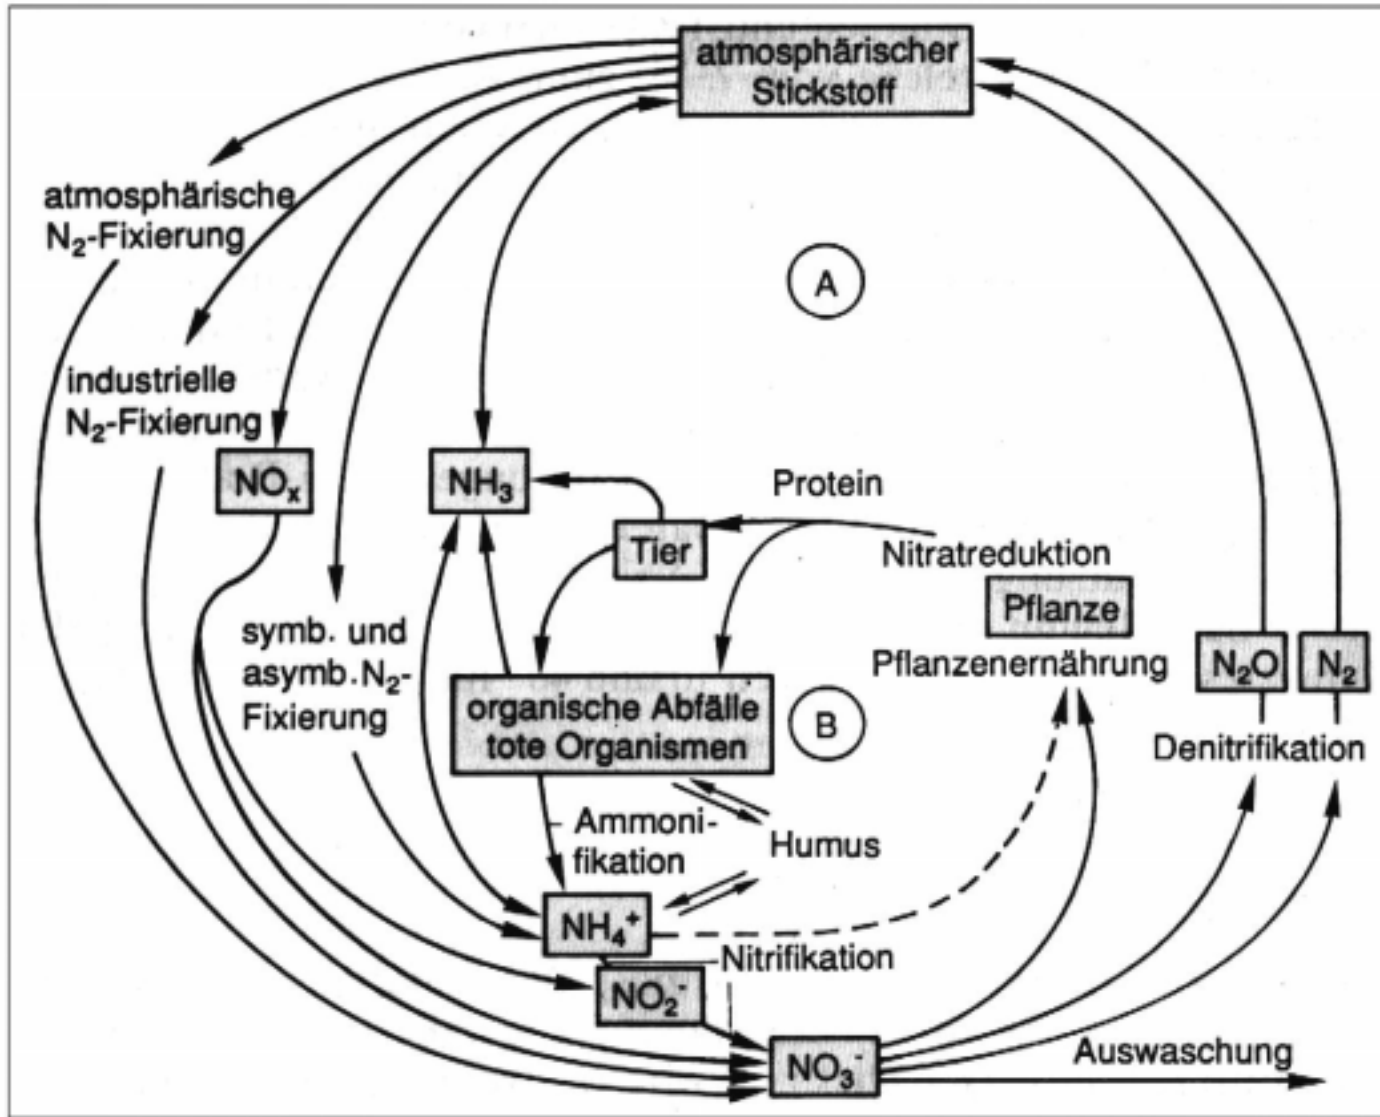 atmosphärischer
Stickstoff
atmosphärische
N₂-Fixierung
A
industrielle
N₂-Fixierung
NOₓ
NH₃
Protein
Tier
Nitratreduktion
Pflanze
symb. und
asymb. N₂-
Fixierung
Pflanzenernährung
N₂O
N₂
organische Abfälle
tote Organismen
B
Denitrifikation
Ammoni-
fikation
Humus
NH₄⁺
Nitrifikation
NO₂⁻
NO₃⁻
Auswaschung